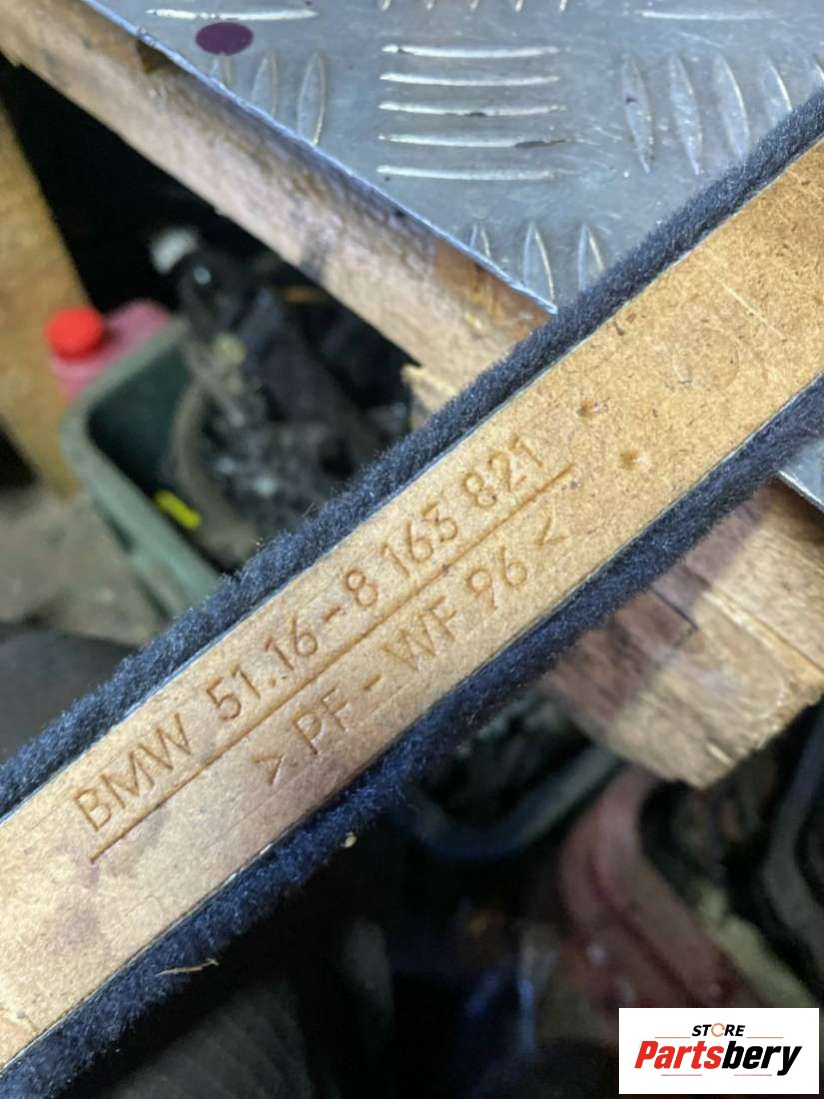 BMW 51.16-8 163 821
> PF - WF 96 <
STORE
Partsbery